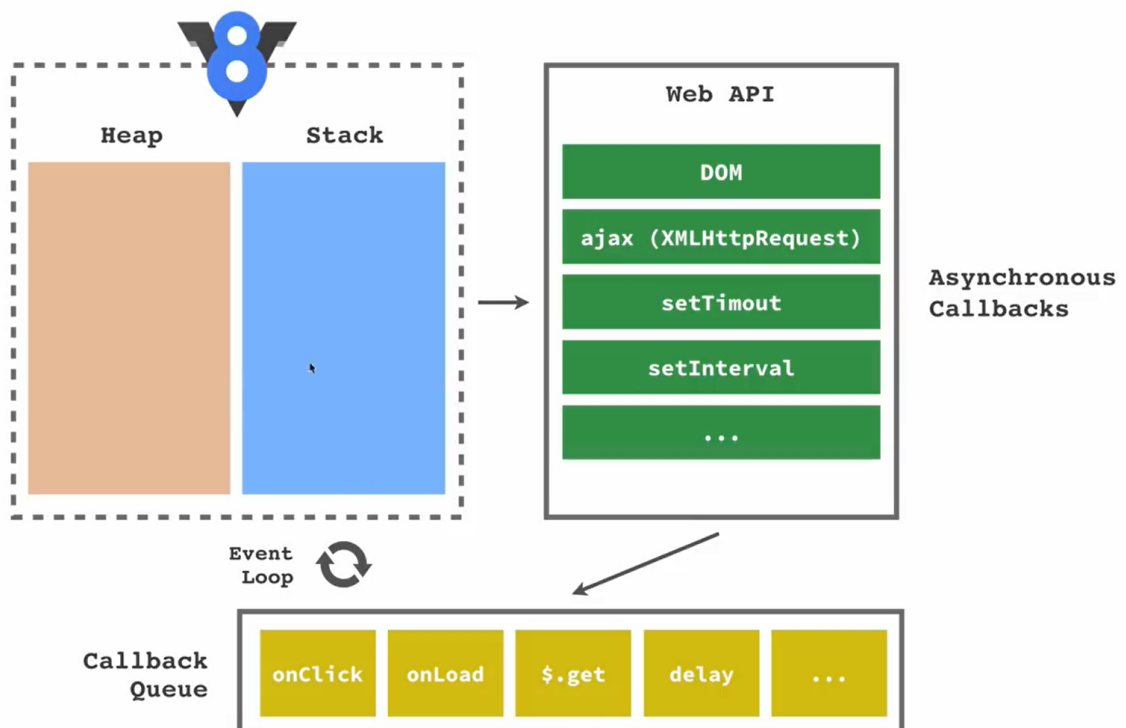 8
Heap
Stack
Web API
DOM
ajax (XMLHttpRequest)
setTimout
setInterval
...
Asynchronous
Callbacks
Event
Loop
Callback
Queue
onClick
onLoad
$.get
delay
...